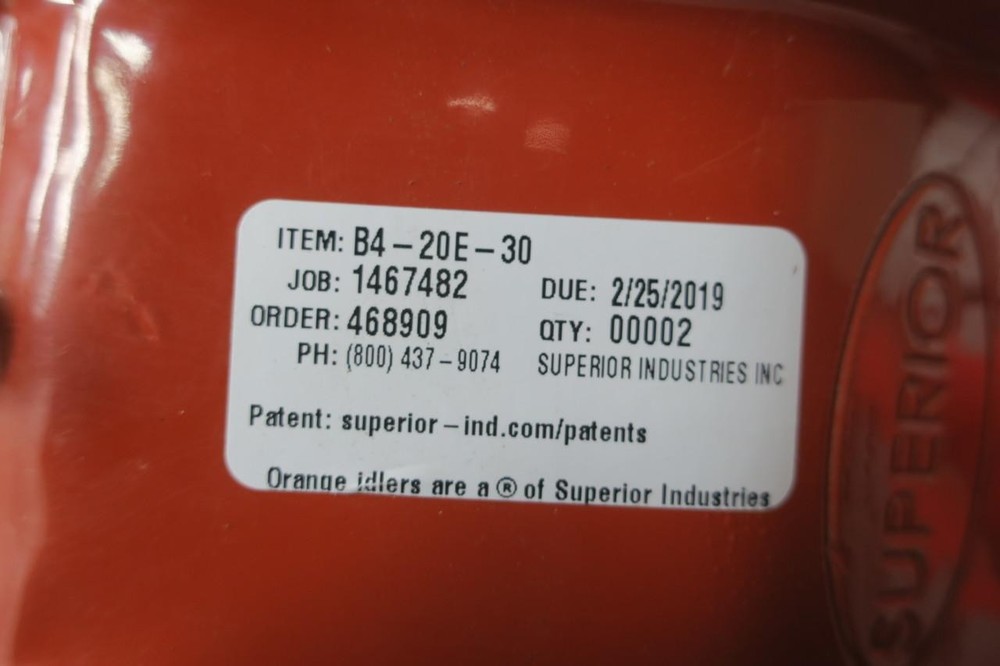 ITEM: B4-20E-30
JOB: 1467482 DUE: 2/25/2019
ORDER: 468909 QTY: 00002
PH: (800) 437-9074 SUPERIOR INDUSTRIES INC
Patent: superior-ind.com/patents
Orange idlers are a ® of Superior Industries
SUPERIOR